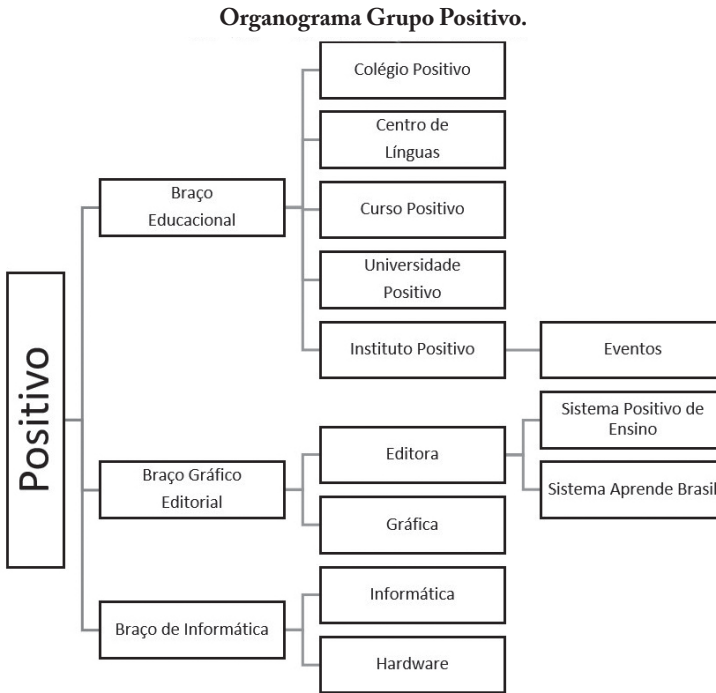 Organograma Grupo Positivo.
Positivo
Braço
Educacional
Colégio Positivo
Centro de
Línguas
Curso Positivo
Universidade
Positivo
Instituto Positivo
Eventos
Braço Gráfico
Editorial
Editora
Sistema Positivo de
Ensino
Sistema Aprende Brasil
Gráfica
Braço de Informática
Informática
Hardware